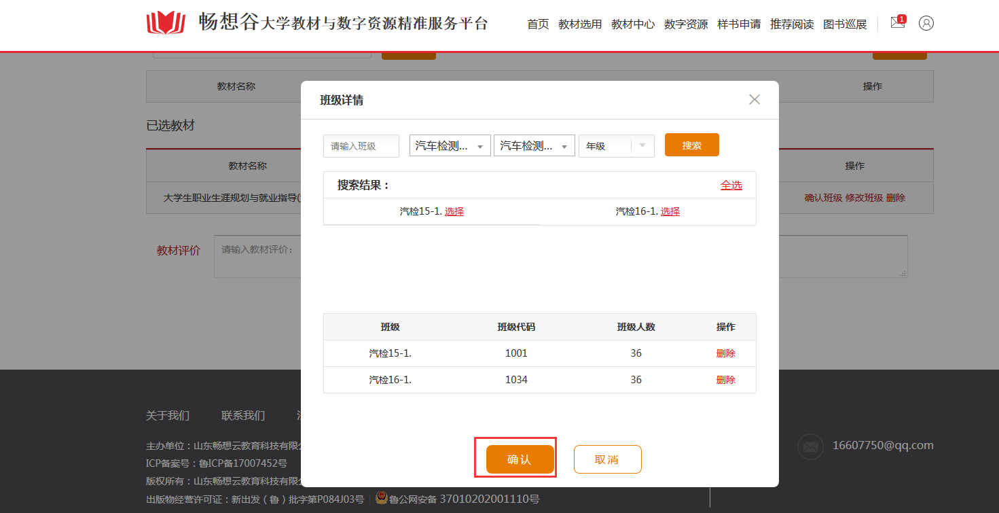 畅想谷大学教材与数字资源精准服务平台 首页 教材选用 教材中心 数字资源 样书申请 推荐阅读 图书巡展 1
教材名称 操作
已选教材
教材名称 操作
大学生职业生涯规划与就业指导( 确认班级 修改班级 删除
教材评价 请输入教材评价：
班级详情
请输入班级 汽车检测... 汽车检测... 年级 搜索
搜索结果： 全选
汽检15-1. 选择 汽检16-1. 选择
班级 班级代码 班级人数 操作
汽检15-1. 1001 36 删除
汽检16-1. 1034 36 删除
确认 取消
关于我们 联系我们
主办单位：山东畅想云教育科技有限
ICP备案号：鲁ICP备17007452号
版权所有：山东畅想云教育科技有限
出版物经营许可证：新出发（鲁）批字第P084J03号 鲁公网安备 37010202001110号
16607750@qq.com